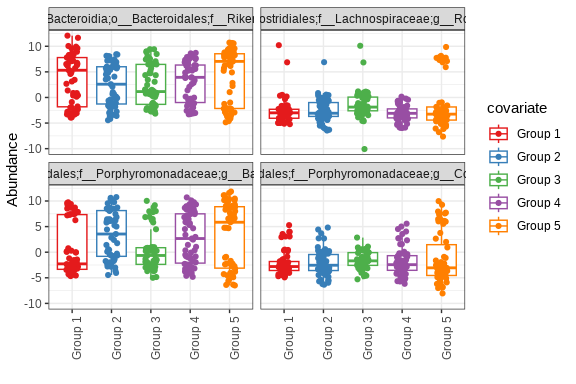 Bacteroidia;o__Bacteroidales;f__Riken
ostridiales;f__Lachnospiraceae;g__Ro
10
5
0
-5
-10
dales;f__Porphyromonadaceae;g__Ba
dales;f__Porphyromonadaceae;g__Co
10
5
0
-5
-10
Abundance
Group 1
Group 2
Group 3
Group 4
Group 5
Group 1
Group 2
Group 3
Group 4
Group 5
covariate
Group 1
Group 2
Group 3
Group 4
Group 5